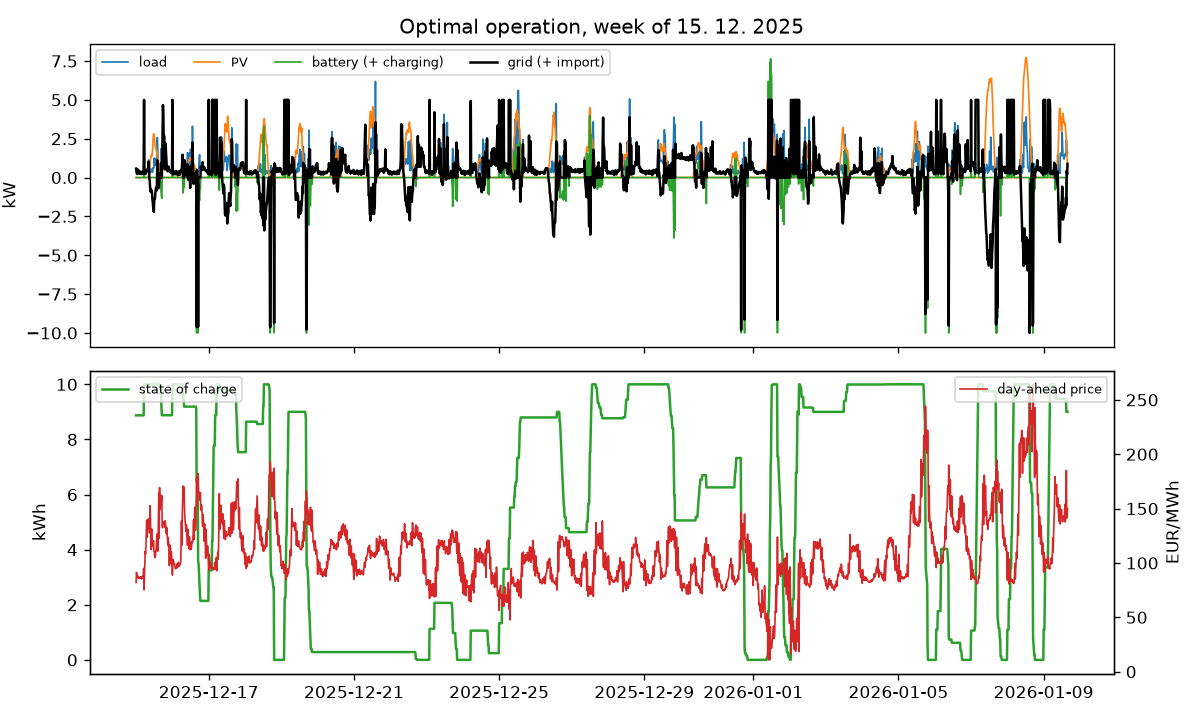 Optimal operation, week of 15. 12. 2025
load PV battery (+ charging) grid (+ import)
7.5
5.0
2.5
0.0
−2.5
−5.0
−7.5
−10.0
kW
state of charge
day-ahead price
10
8
6
4
2
0
kWh
250
200
150
100
50
0
EUR/MWh
2025-12-17 2025-12-21 2025-12-25 2025-12-29 2026-01-01 2026-01-05 2026-01-09